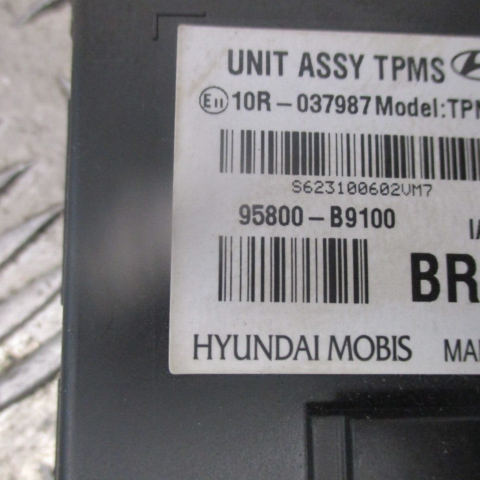 UNIT ASSY TPMS
E11 10R-037987 Model:TPM
S623100602VM7
95800-B9100
BR
HYUNDAI MOBIS MA